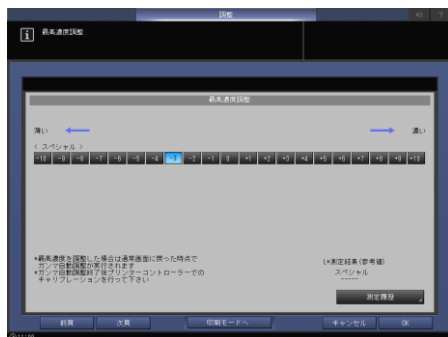 調整
最高濃度調整
最高濃度調整
薄い
濃い
< スペシャル >
-10 -9 -8 -7 -6 -5 -4 -3 -2 -1 0 +1 +2 +3 +4 +5 +6 +7 +8 +9 +10
*最高濃度を調整した場合は通常画面に戻った時点で
ガンマ自動調整が実行されます
*ガンマ自動調整終了後プリンターコントローラーでの
キャリブレーションを行って下さい
L*測定結果(参考値)
スペシャル
-----
測定履歴
前頁
次頁
印刷モードへ
キャンセル
OK